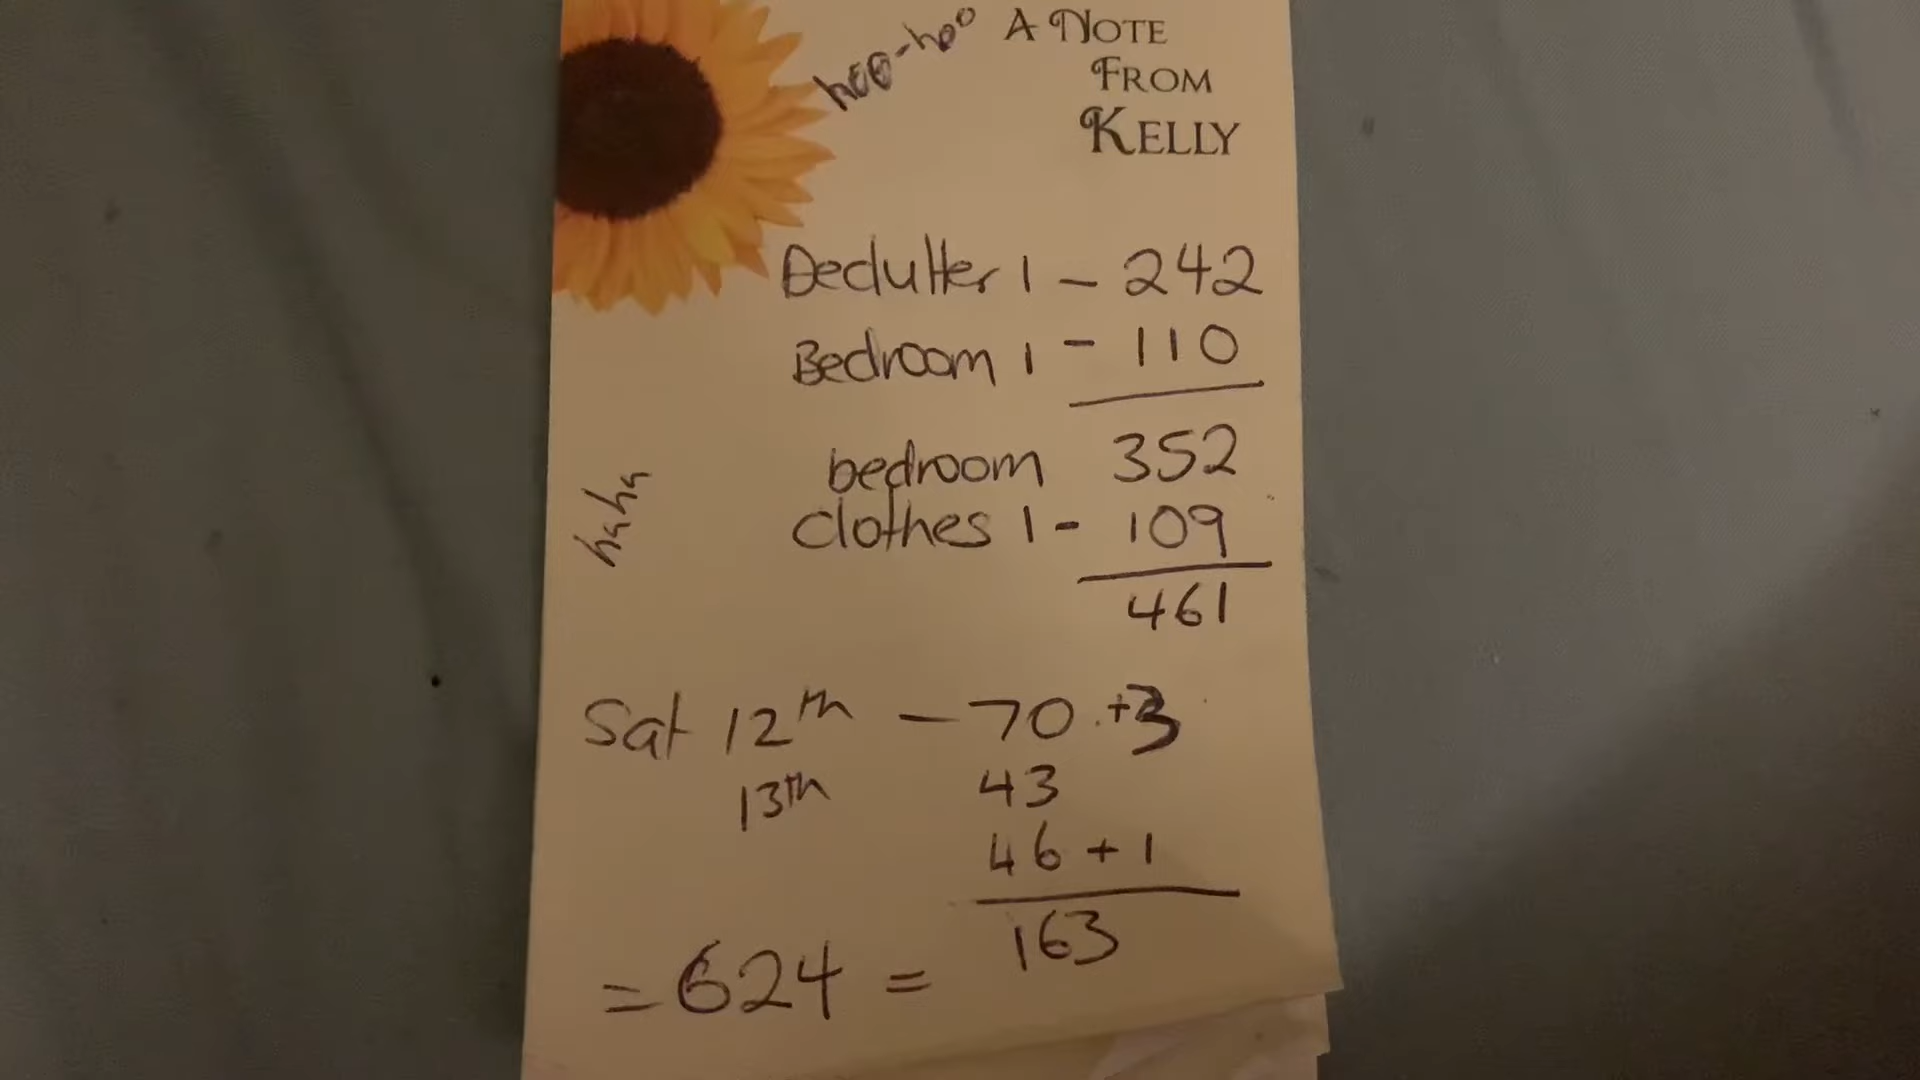 hoo-hoo
A NOTE
FROM
KELLY
Declutter 1 - 242
Bedroom 1 - 110
bedroom 352
clothes 1 - 109
461
haha
Sat 12th - 70 +3
13th 43
46 + 1
163
= 624 =